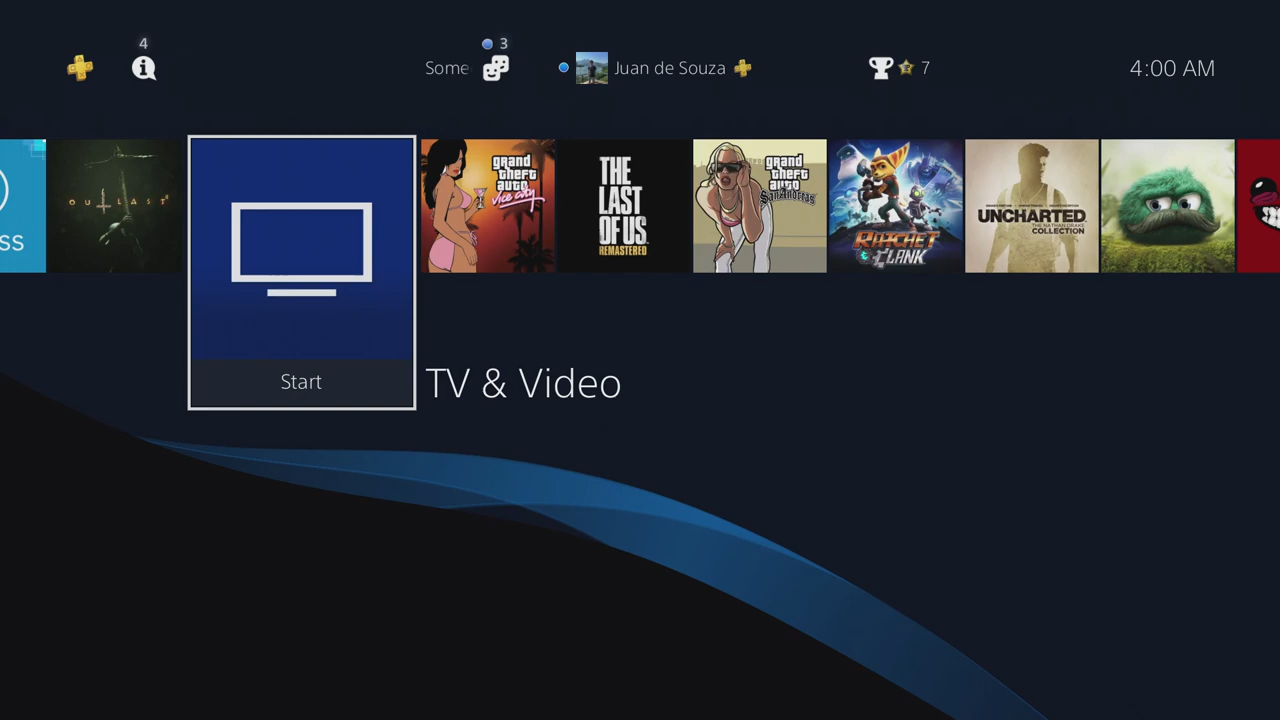 4
3
Some
Juan de Souza
7
4:00 AM
ss
OUTLAST
grand
theft
auto
vice city
THE
LAST
OF US
REMASTERED
grand
theft
auto
San Andreas
RATCHET
& CLANK
UNCHARTED
THE NATHAN DRAKE
COLLECTION
Start
TV & Video